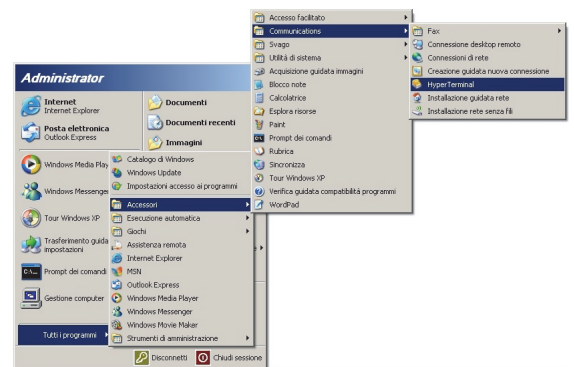 Administrator
Internet
Internet Explorer
Posta elettronica
Outlook Express
Windows Media Play
Windows Messenge
Tour Windows XP
Trasferimento guida
impostazioni
Prompt dei comandi
Gestione computer
Tutti i programmi
Documenti
Documenti recenti
Immagini
Disconnetti
Chiudi sessione
Catalogo di Windows
Windows Update
Impostazioni accesso ai programmi
Accessori
Esecuzione automatica
Giochi
Assistenza remota
Internet Explorer
MSN
Outlook Express
Windows Media Player
Windows Messenger
Windows Movie Maker
Strumenti di amministrazione
Accesso facilitato
Communications
Svago
Utilità di sistema
Acquisizione guidata immagini
Blocco note
Calcolatrice
Esplora risorse
Paint
Prompt dei comandi
Rubrica
Sincronizza
Tour Windows XP
Verifica guidata compatibilità programmi
WordPad
Fax
Connessione desktop remoto
Connessioni di rete
Creazione guidata nuova connessione
HyperTerminal
Installazione guidata rete
Installazione rete senza fili